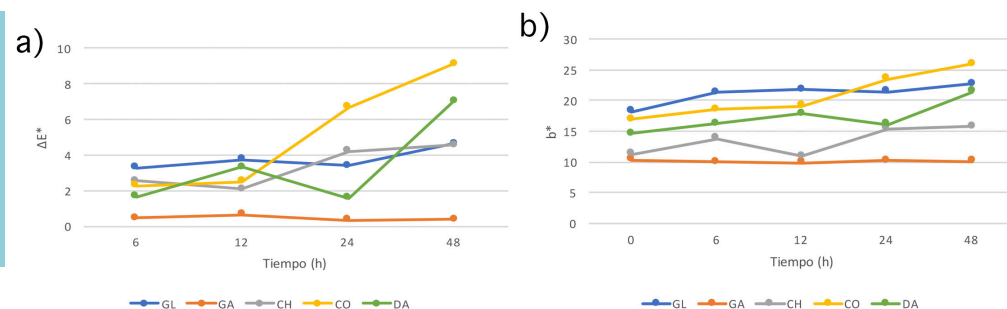 a)
10
8
6
4
2
0
ΔE*
6 12 24 48
Tiempo (h)
GL GA CH CO DA
b)
30
25
20
15
10
5
0
b*
0 6 12 24 48
Tiempo (h)
GL GA CH CO DA